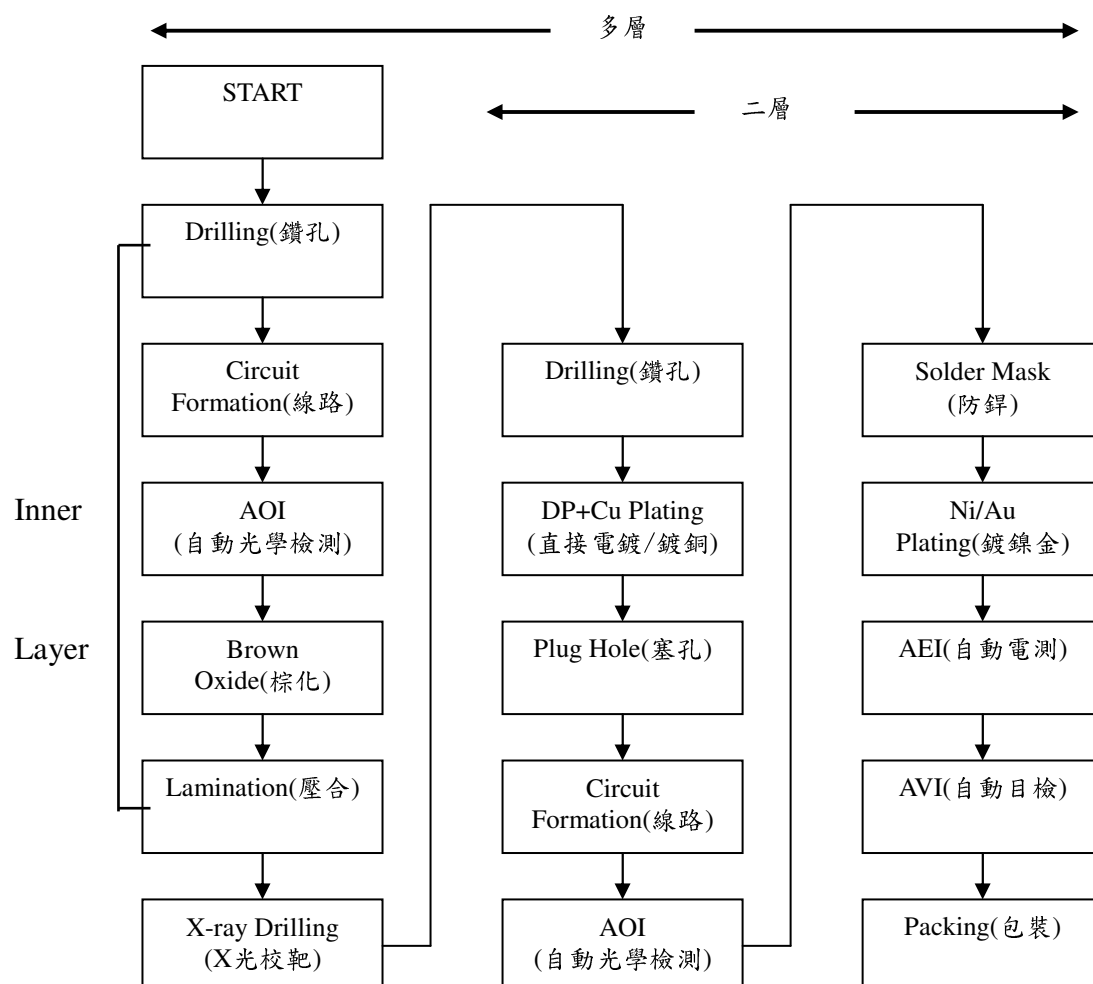 多層
二層
START
Drilling(鑽孔)
Circuit
Formation(線路)
Inner
AOI
(自動光學檢測)
Layer
Brown
Oxide(棕化)
Lamination(壓合)
X-ray Drilling
(X光校靶)
Drilling(鑽孔)
DP+Cu Plating
(直接電鍍/鍍銅)
Plug Hole(塞孔)
Circuit
Formation(線路)
AOI
(自動光學檢測)
Solder Mask
(防銲)
Ni/Au
Plating(鍍鎳金)
AEI(自動電測)
AVI(自動目檢)
Packing(包裝)